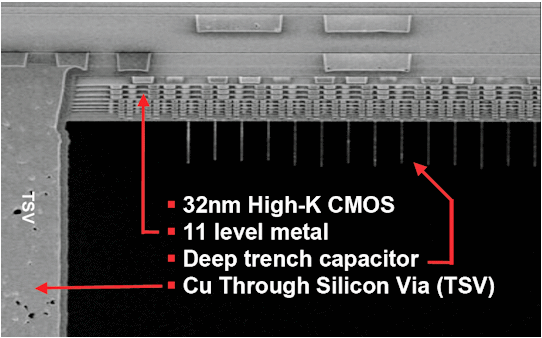 TSV
32nm High-K CMOS
11 level metal
Deep trench capacitor
Cu Through Silicon Via (TSV)